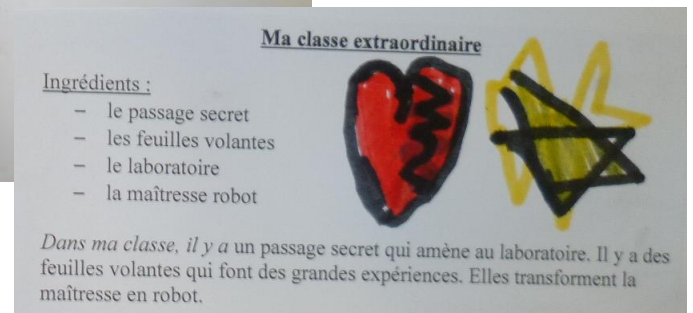 Ma classe extraordinaire
Ingrédients :
– le passage secret
– les feuilles volantes
– le laboratoire
– la maîtresse robot
Dans ma classe, il y a un passage secret qui amène au laboratoire. Il y a des
feuilles volantes qui font des grandes expériences. Elles transforment la
maîtresse en robot.